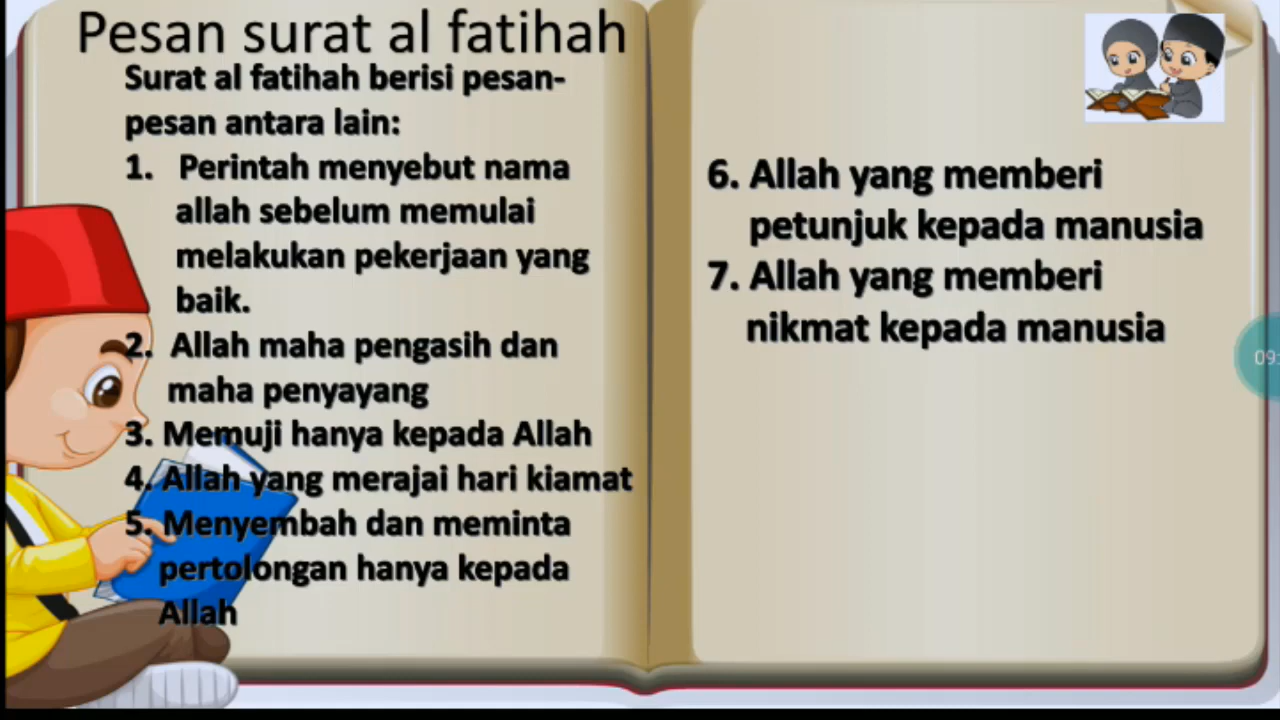 Pesan surat al fatihah
Surat al fatihah berisi pesan-
pesan antara lain:
1. Perintah menyebut nama
allah sebelum memulai
melakukan pekerjaan yang
baik.
2. Allah maha pengasih dan
maha penyayang
3. Memuji hanya kepada Allah
4. Allah yang merajai hari kiamat
5. Menyembah dan meminta
pertolongan hanya kepada
Allah
6. Allah yang memberi
petunjuk kepada manusia
7. Allah yang memberi
nikmat kepada manusia